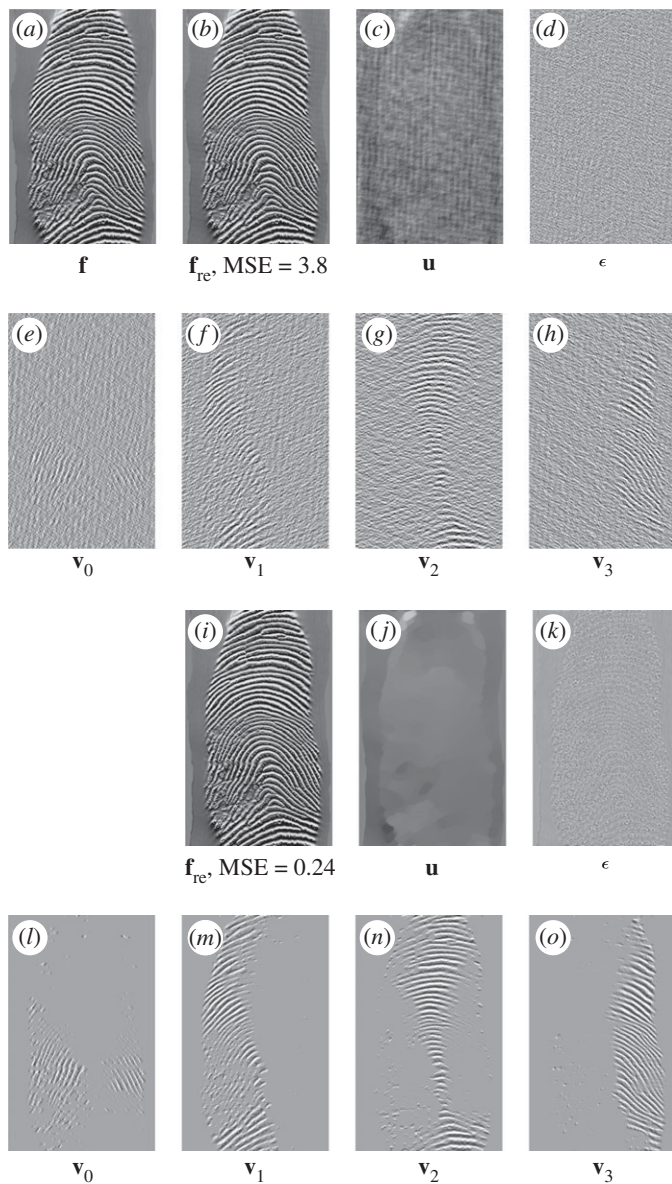 (a) (b) (c) (d)
f f_re, MSE = 3.8 u ϵ
(e) (f) (g) (h)
v_0 v_1 v_2 v_3
(i) (j) (k)
f_re, MSE = 0.24 u ϵ
(l) (m) (n) (o)
v_0 v_1 v_2 v_3